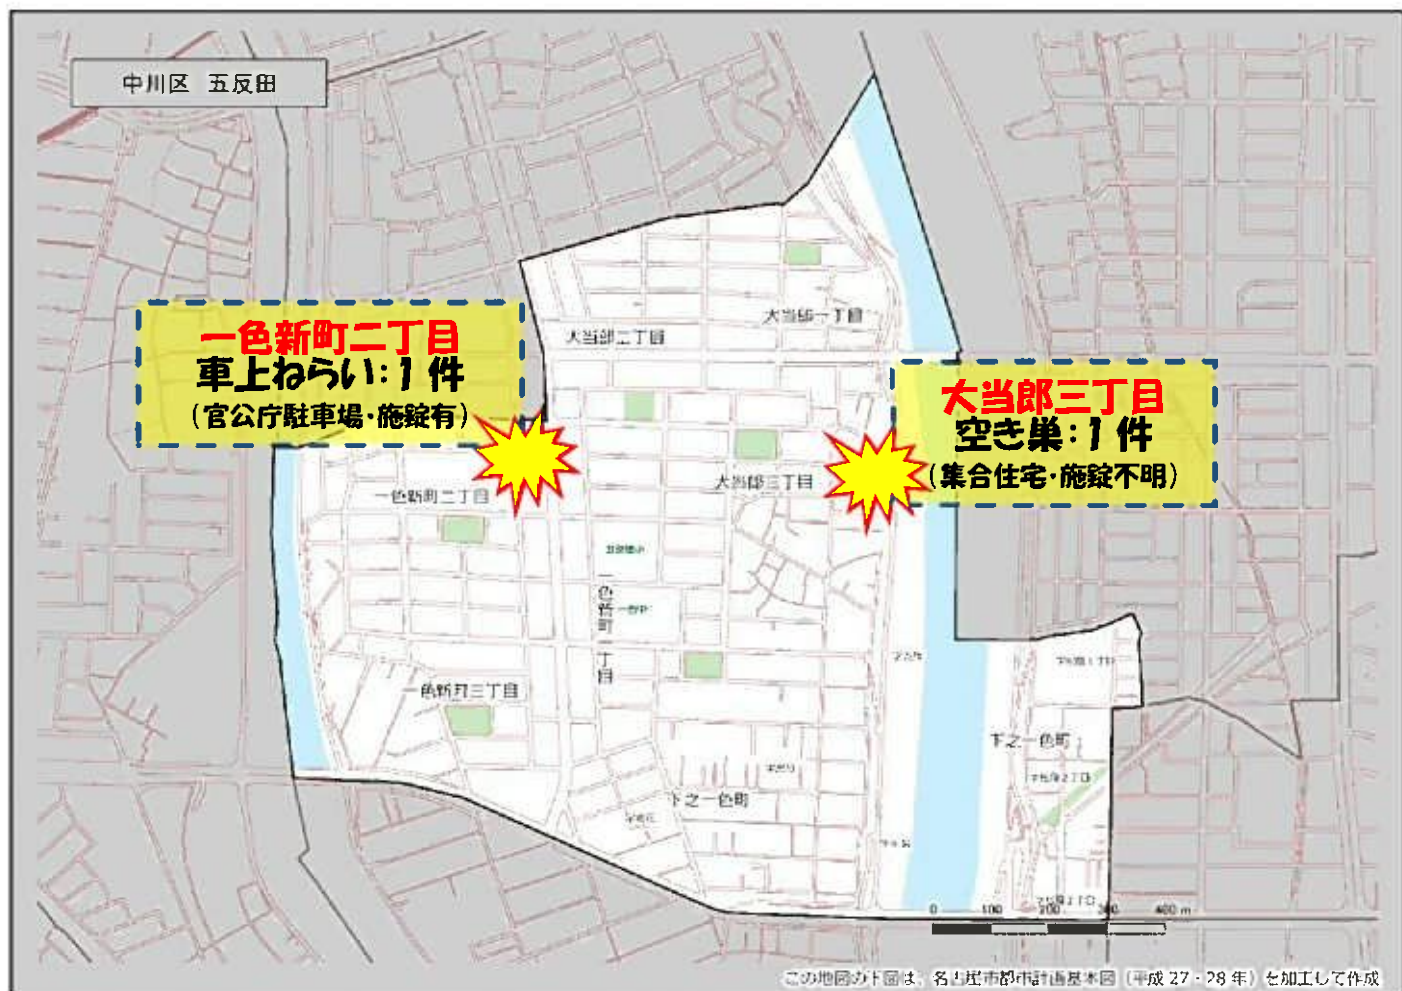 中川区 五反田
一色新町二丁目
車上ねらい:1件
(官公庁駐車場・施錠有)
大当郎一丁目
大当郎二丁目
大当郎三丁目
空き巣:1件
(集合住宅・施錠不明)
大当郎三丁目
一色新町二丁目
一色新町一丁目
一色新町三丁目
下之一色町
下之一色町
0 100 200 300 400 m
この地図の下図は、名古屋市都市計画基本図(平成 27・28 年)を加工して作成